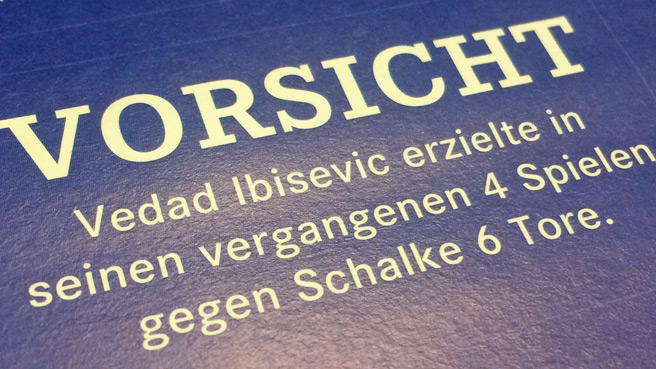 VORSICHT
Vedad Ibisevic erzielte in
seinen vergangenen 4 Spielen
gegen Schalke 6 Tore.